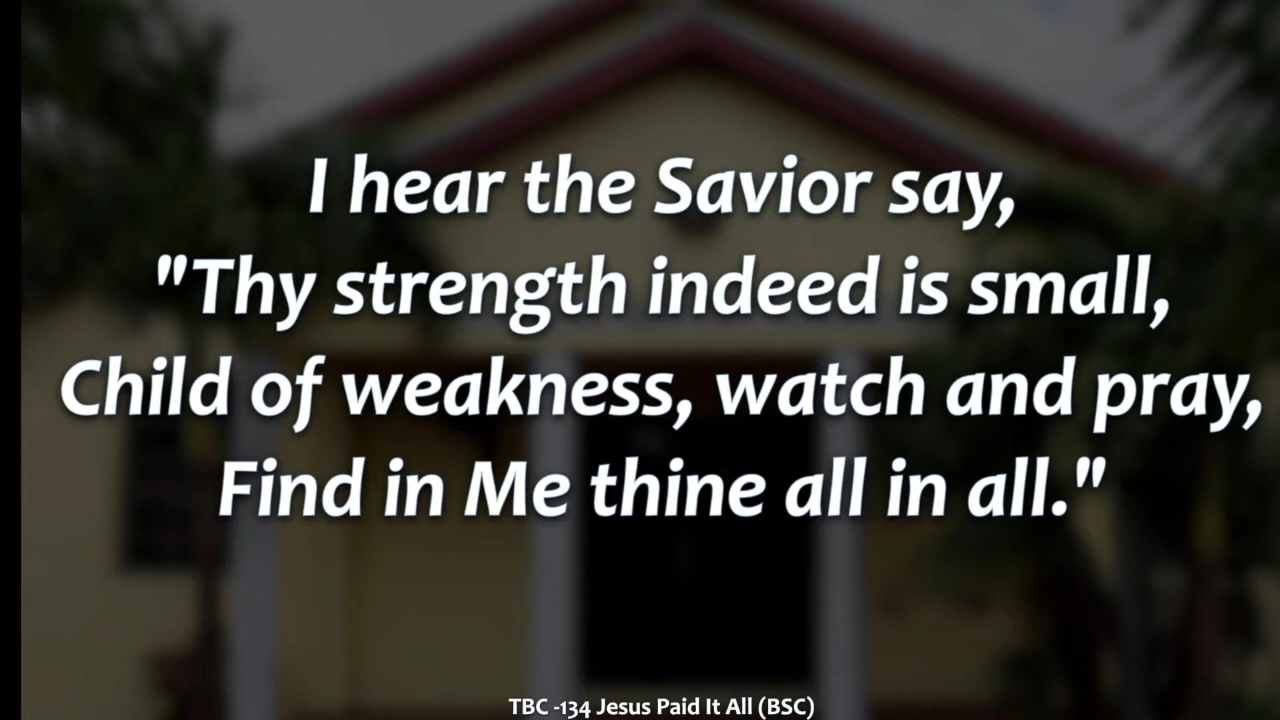 I hear the Savior say,
"Thy strength indeed is small,
Child of weakness, watch and pray,
Find in Me thine all in all."
TBC -134 Jesus Paid It All (BSC)